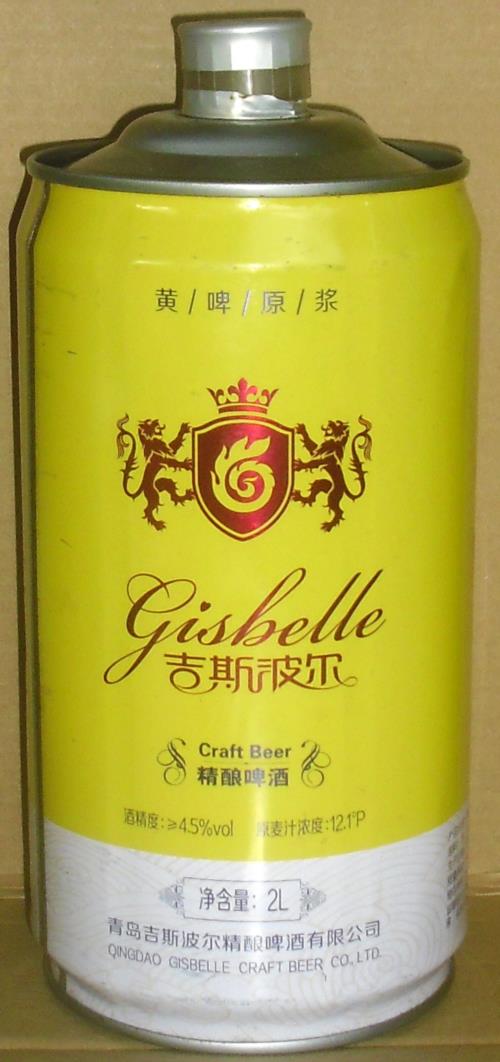 黄/啤/原/浆
Gisbelle
吉斯波尔
Craft Beer
精酿啤酒
酒精度:≥4.5%vol 原麦汁浓度:12.1°P
净含量: 2L
青岛吉斯波尔精酿啤酒有限公司
QINGDAO GISBELLE CRAFT BEER CO., LTD.